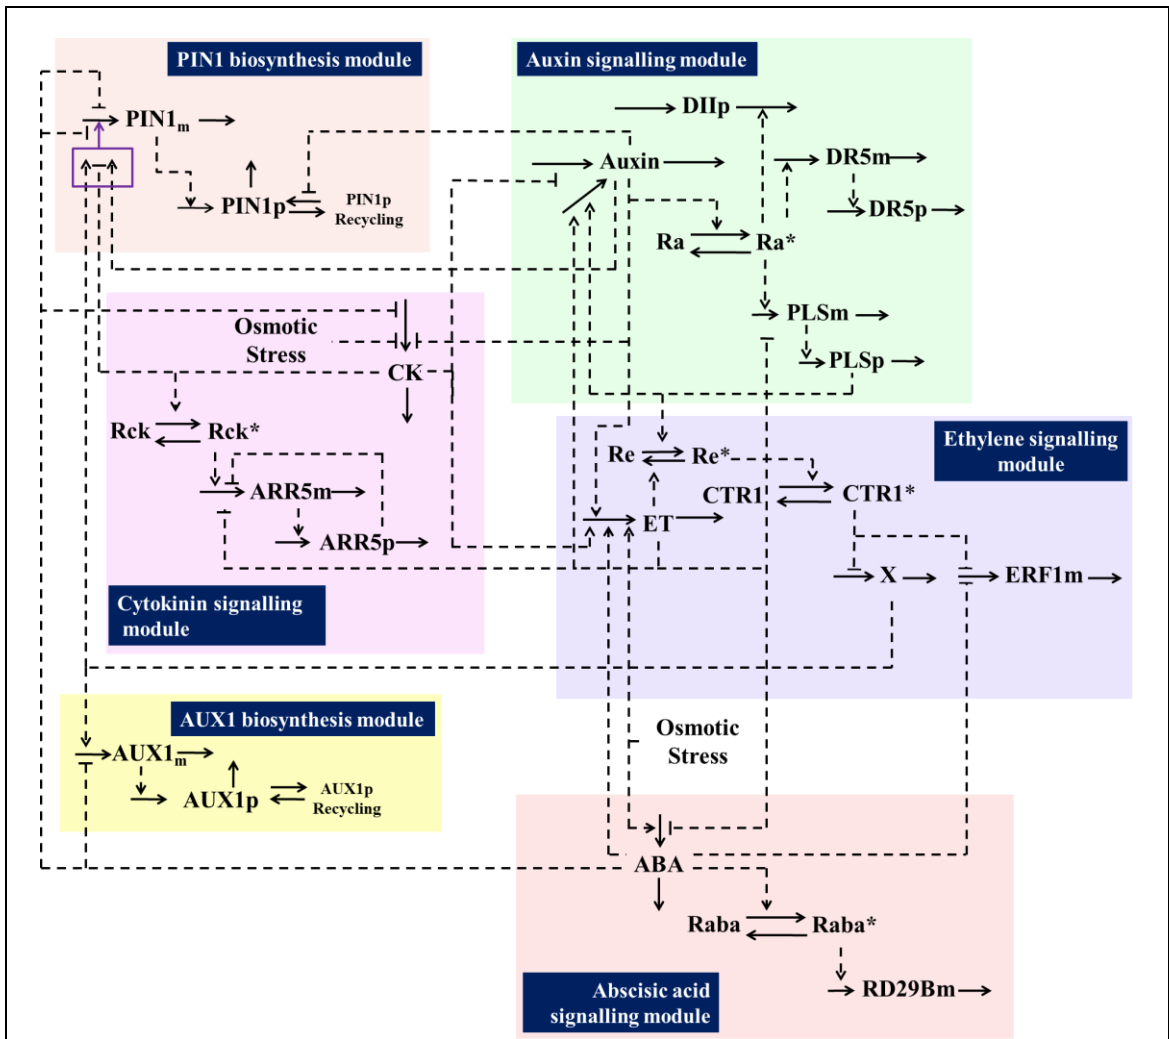 PIN1 biosynthesis module
PIN1m
PIN1p
PIN1p
Recycling
Auxin signalling module
DIIp
Auxin
DR5m
DR5p
Ra
Ra*
PLSm
PLSp
Osmotic
Stress
CK
Rck
Rck*
ARR5m
ARR5p
Cytokinin signalling
module
Ethylene signalling
module
Re
Re*
CTR1
CTR1*
ET
X
ERF1m
AUX1 biosynthesis module
AUX1m
AUX1p
AUX1p
Recycling
Osmotic
Stress
ABA
Raba
Raba*
RD29Bm
Abscisic acid
signalling module